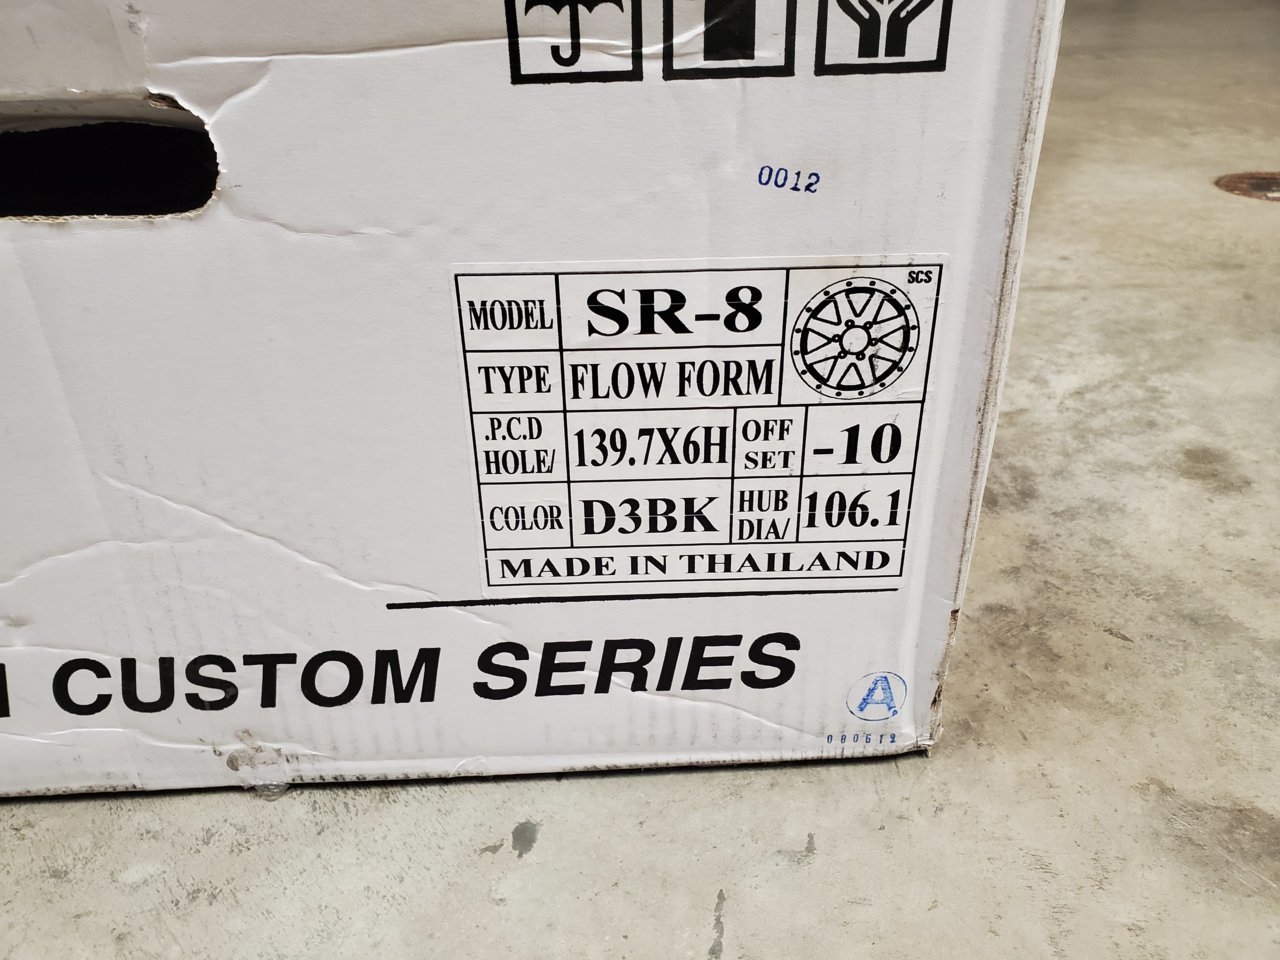 0012
SCS
MODEL SR-8
TYPE FLOW FORM
.P.C.D HOLE/ 139.7X6H OFF SET -10
COLOR D3BK HUB DIA/ 106.1
MADE IN THAILAND
CUSTOM SERIES
A
080619